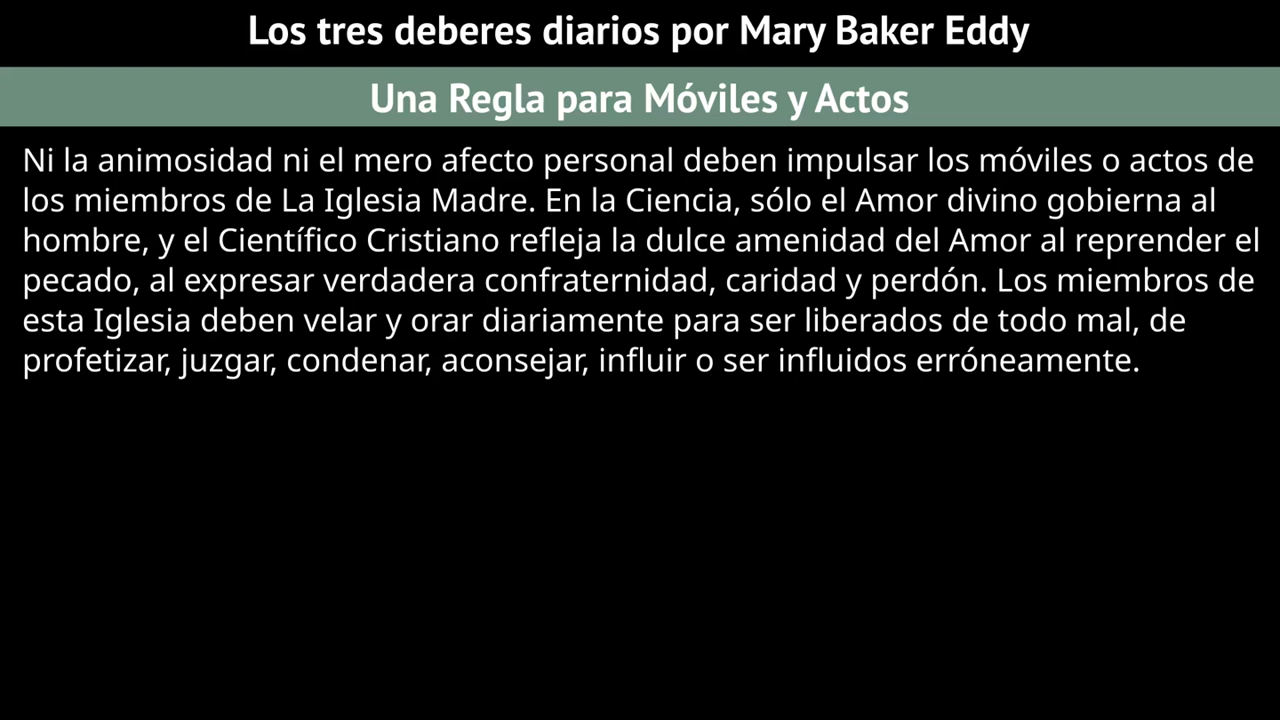 Los tres deberes diarios por Mary Baker Eddy
Una Regla para Móviles y Actos
Ni la animosidad ni el mero afecto personal deben impulsar los móviles o actos de
los miembros de La Iglesia Madre. En la Ciencia, sólo el Amor divino gobierna al
hombre, y el Científico Cristiano refleja la dulce amenidad del Amor al reprender el
pecado, al expresar verdadera confraternidad, caridad y perdón. Los miembros de
esta Iglesia deben velar y orar diariamente para ser liberados de todo mal, de
profetizar, juzgar, condenar, aconsejar, influir o ser influidos erróneamente.